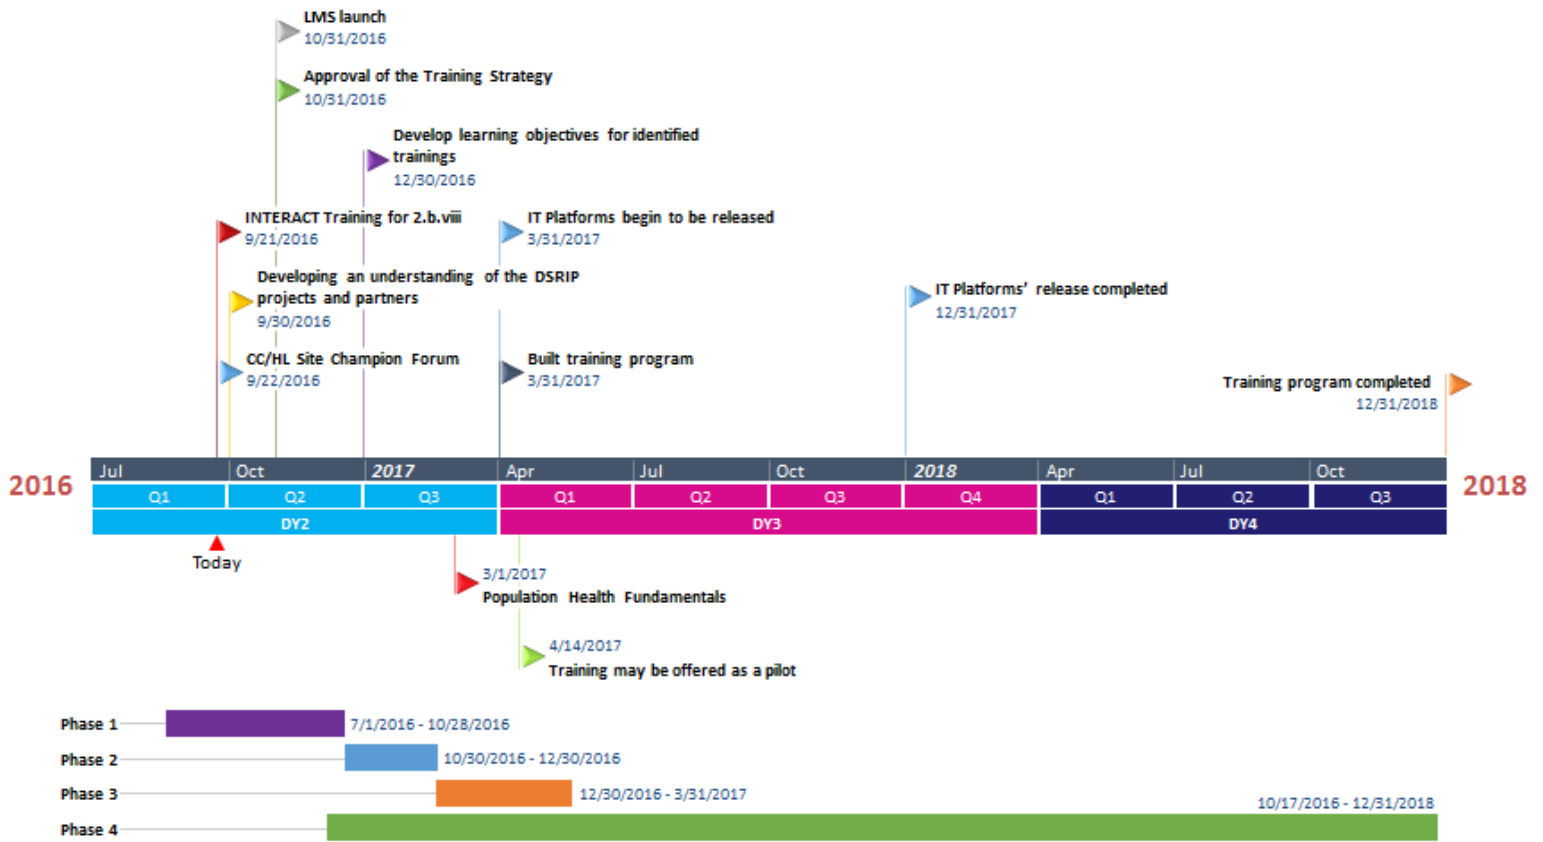 LMS launch
10/31/2016
Approval of the Training Strategy
10/31/2016
Develop learning objectives for identified
trainings
12/30/2016
INTERACT Training for 2.b.viii
9/21/2016
IT Platforms begin to be released
3/31/2017
Developing an understanding of the DSRIP
projects and partners
9/30/2016
IT Platforms' release completed
12/31/2017
CC/HL Site Champion Forum
9/22/2016
Built training program
3/31/2017
Training program completed
12/31/2018
2016
Jul Oct 2017 Apr Jul Oct 2018 Apr Jul Oct
2018
Q1 Q2 Q3 Q1 Q2 Q3 Q4 Q1 Q2 Q3
DY2 DY3 DY4
Today
3/1/2017
Population Health Fundamentals
4/14/2017
Training may be offered as a pilot
Phase 1 7/1/2016 - 10/28/2016
Phase 2 10/30/2016 - 12/30/2016
Phase 3 12/30/2016 - 3/31/2017
10/17/2016 - 12/31/2018
Phase 4